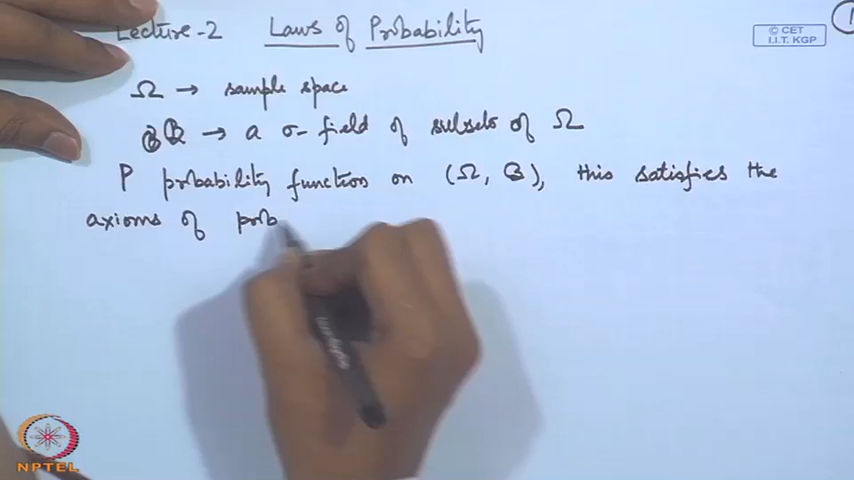 Lecture-2 Laws of Probability
© CET
I.I.T. KGP
Ω → sample space
→ a σ-field of subsets of Ω
P probability function on (Ω, B), this satisfies the
axioms of prob
NPTEL